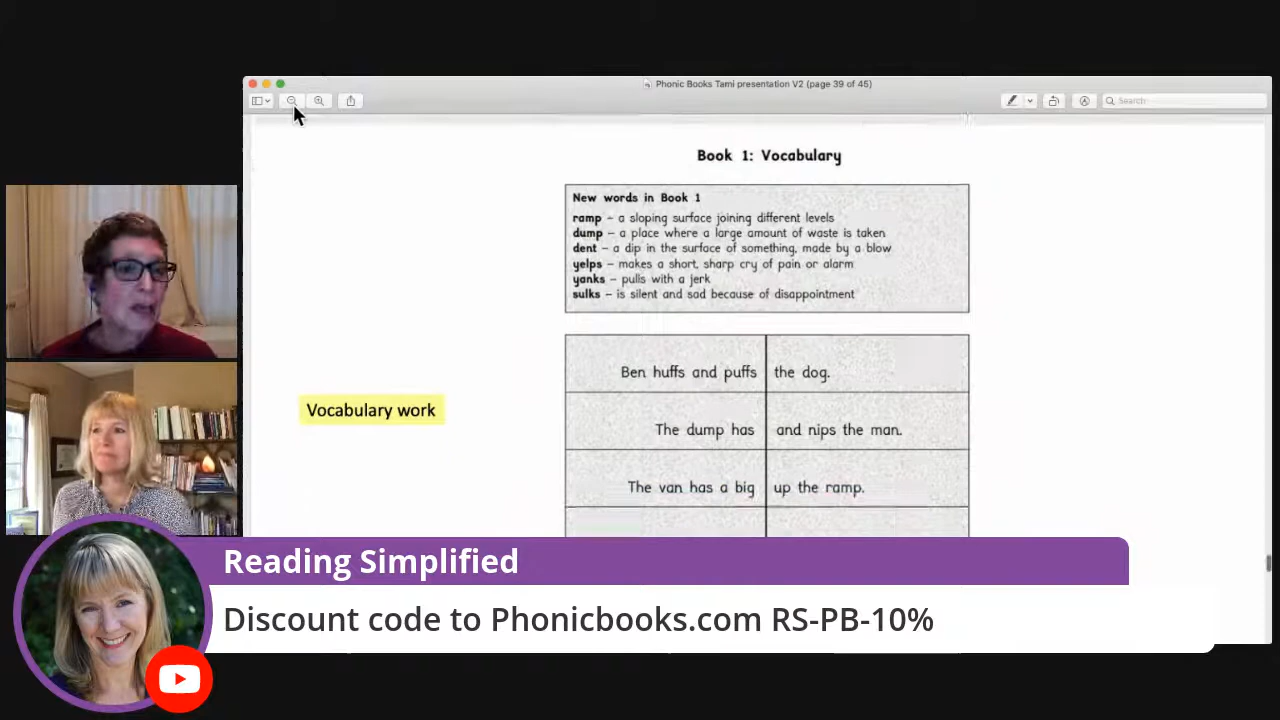 Phonic Books Tami presentation V2 (page 39 of 45)
Search
Book 1: Vocabulary
New words in Book 1
ramp – a sloping surface joining different levels
dump – a place where a large amount of waste is taken
dent – a dip in the surface of something, made by a blow
yelps – makes a short, sharp cry of pain or alarm
yanks – pulls with a jerk
sulks – is silent and sad because of disappointment
Vocabulary work
Ben huffs and puffs the dog.
The dump has and nips the man.
The van has a big up the ramp.
Reading Simplified
Discount code to Phonicbooks.com RS-PB-10%